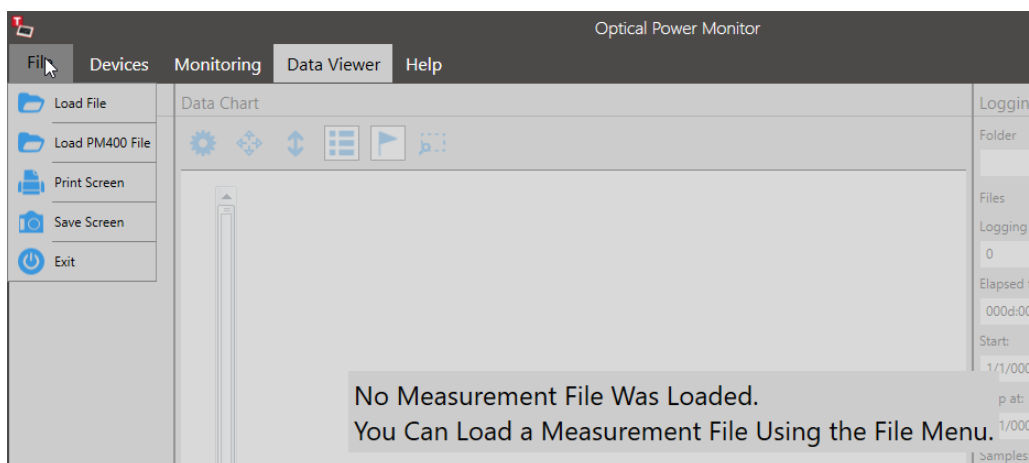 Optical Power Monitor
File Devices Monitoring Data Viewer Help
Load File
Load PM400 File
Print Screen
Save Screen
Exit
Data Chart
Folder
Files
Logging
0
Elapsed
000d:00
Start:
1/1/000
p at:
1/000
Samples
No Measurement File Was Loaded.
You Can Load a Measurement File Using the File Menu.